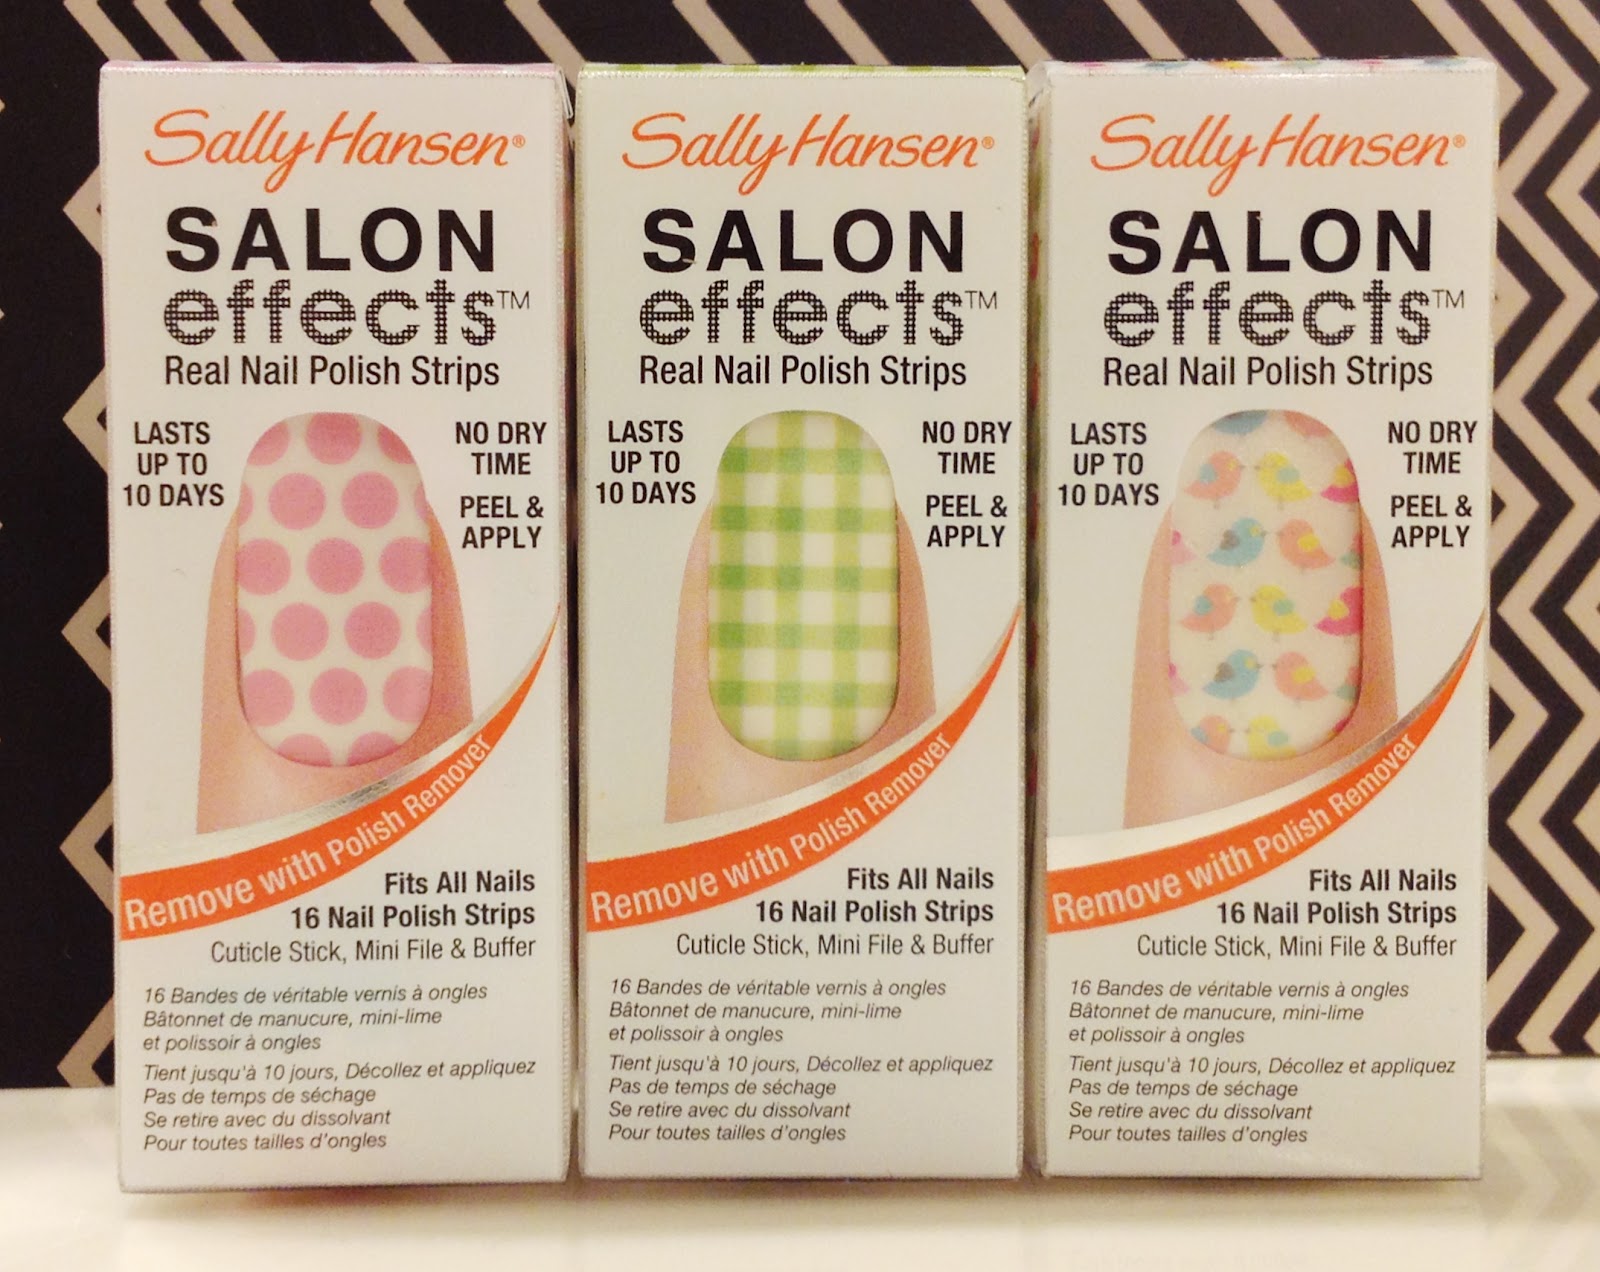 Sally Hansen®
SALON
effects™
Real Nail Polish Strips
LASTS
UP TO
10 DAYS
NO DRY
TIME
PEEL &
APPLY
Remove with Polish Remover
Fits All Nails
16 Nail Polish Strips
Cuticle Stick, Mini File & Buffer
16 Bandes de véritable vernis à ongles
Bâtonnet de manucure, mini-lime
et polissoir à ongles
Tient jusqu'à 10 jours, Décollez et appliquez
Pas de temps de séchage
Se retire avec du dissolvant
Pour toutes tailles d'ongles
Sally Hansen®
SALON
effects™
Real Nail Polish Strips
LASTS
UP TO
10 DAYS
NO DRY
TIME
PEEL &
APPLY
Remove with Polish Remover
Fits All Nails
16 Nail Polish Strips
Cuticle Stick, Mini File & Buffer
16 Bandes de véritable vernis à ongles
Bâtonnet de manucure, mini-lime
et polissoir à ongles
Tient jusqu'à 10 jours, Décollez et appliquez
Pas de temps de séchage
Se retire avec du dissolvant
Pour toutes tailles d'ongles
Sally Hansen®
SALON
effects™
Real Nail Polish Strips
LASTS
UP TO
10 DAYS
NO DRY
TIME
PEEL &
APPLY
Remove with Polish Remover
Fits All Nails
16 Nail Polish Strips
Cuticle Stick, Mini File & Buffer
16 Bandes de véritable vernis à ongles
Bâtonnet de manucure, mini-lime
et polissoir à ongles
Tient jusqu'à 10 jours, Décollez et appliquez
Pas de temps de séchage
Se retire avec du dissolvant
Pour toutes tailles d'ongles